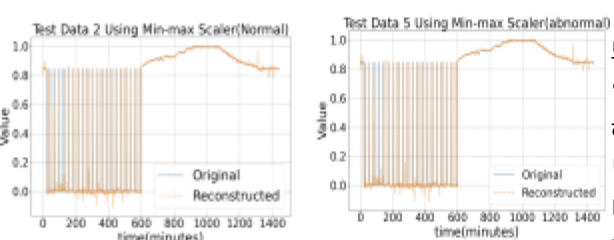 Test Data 2 Using Min-max Scaler(Normal)
1.0
0.8
0.6
0.4
0.2
0.0
Value
Original
Reconstructed
0 200 400 600 800 1000 1200 1400
time(minutes)
Test Data 5 Using Min-max Scaler(abnormal)
1.0
0.8
0.6
0.4
0.2
0.0
Value
Original
Reconstructed
0 200 400 600 800 1000 1200 1400
time(minutes)